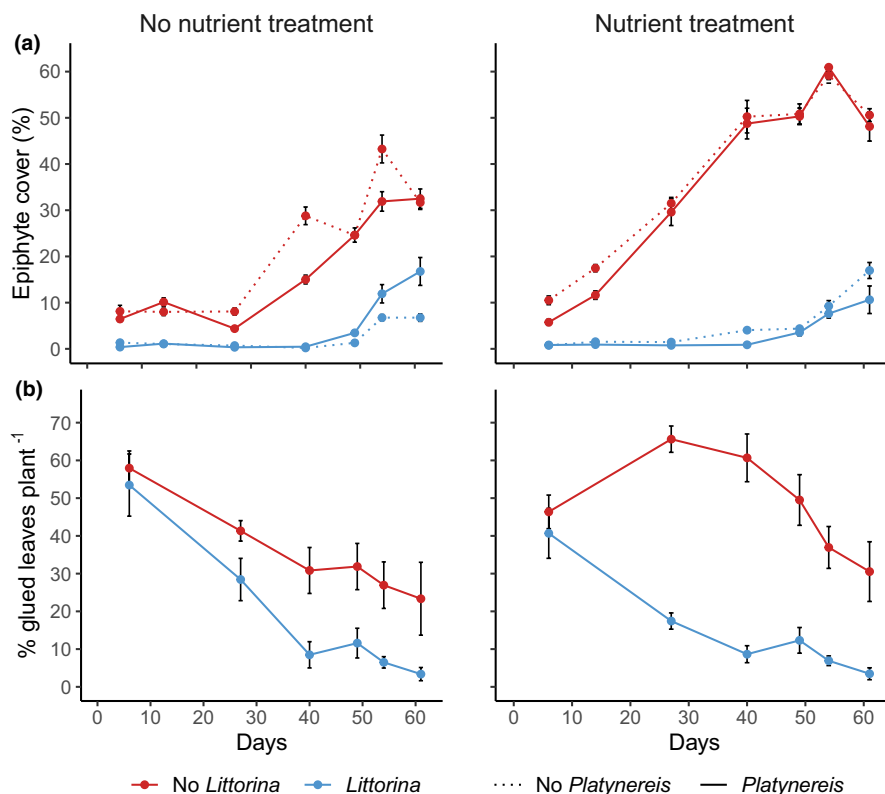 No nutrient treatment Nutrient treatment
(a)
Epiphyte cover (%)
60
50
40
30
20
10
0
(b)
% glued leaves plant⁻¹
70
60
50
40
30
20
10
0
0 10 20 30 40 50 60 0 10 20 30 40 50 60
Days Days
No Littorina Littorina No Platynereis Platynereis